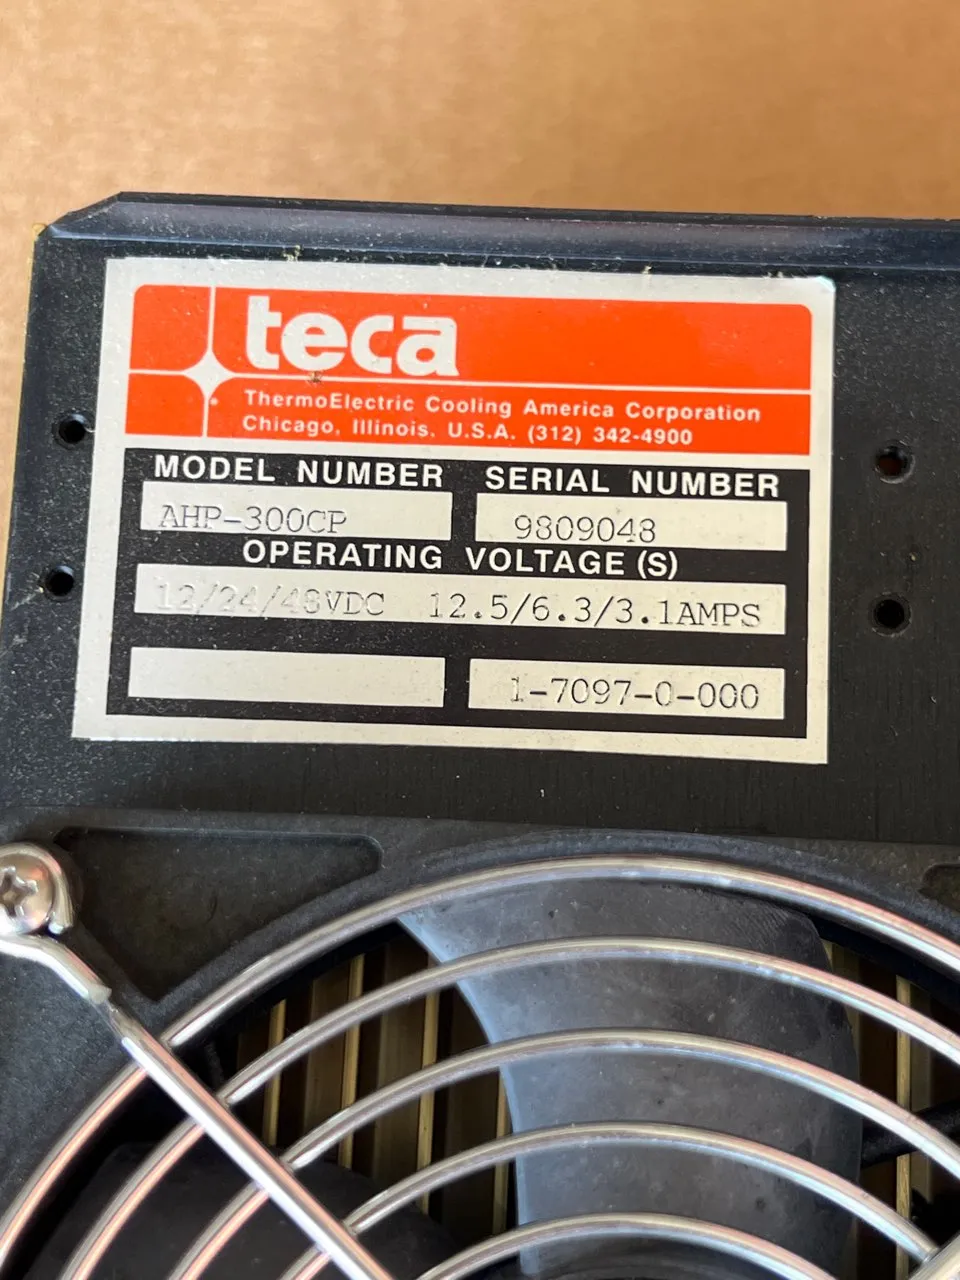 teca
ThermoElectric Cooling America Corporation
Chicago, Illinois, U.S.A. (312) 342-4900
MODEL NUMBER SERIAL NUMBER
AHP-300CP 9809048
OPERATING VOLTAGE (S)
12/24/48VDC 12.5/6.3/3.1AMPS
1-7097-0-000